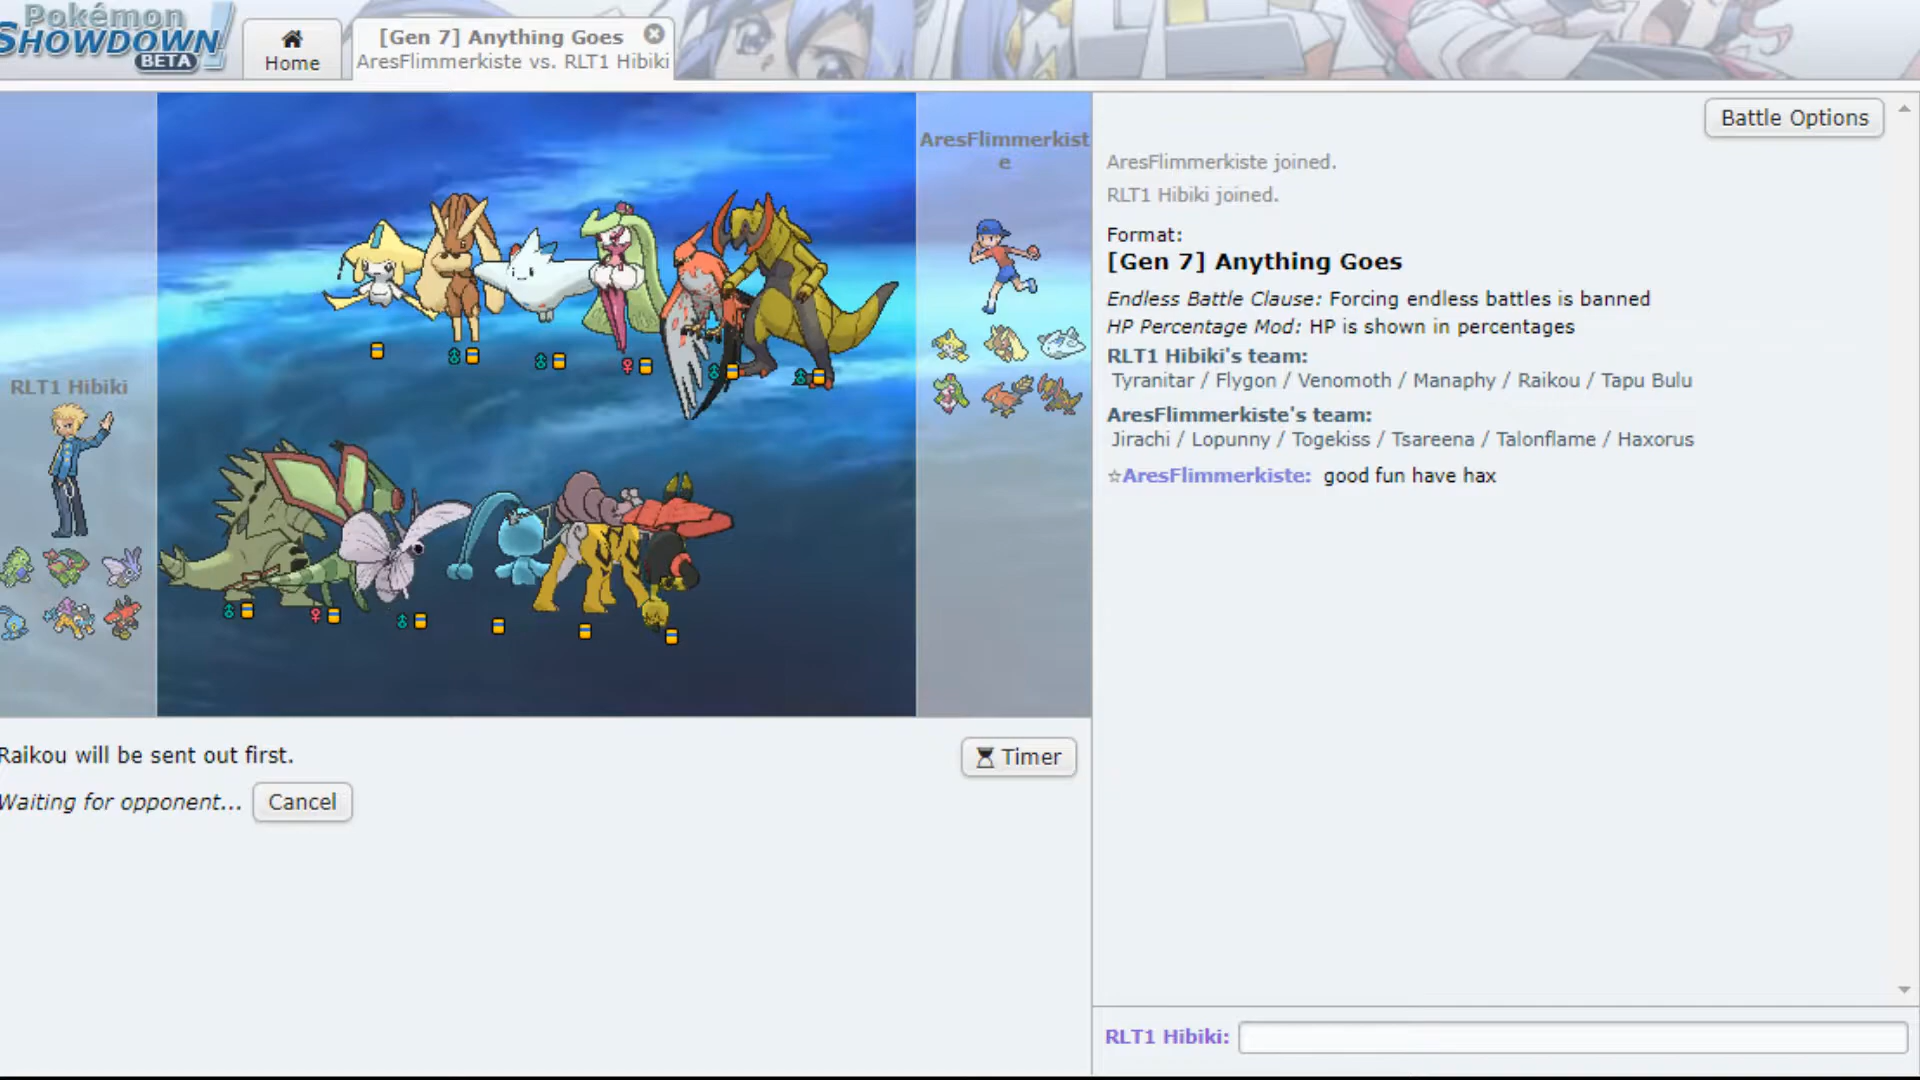 Pokémon
SHOWDOWN!
BETA
Home
[Gen 7] Anything Goes
AresFlimmerkiste vs. RLT1 Hibiki
AresFlimmerkist
e
RLT1 Hibiki
Raikou will be sent out first.
Waiting for opponent...
Cancel
Timer
Battle Options
AresFlimmerkiste joined.
RLT1 Hibiki joined.
Format:
[Gen 7] Anything Goes
Endless Battle Clause: Forcing endless battles is banned
HP Percentage Mod: HP is shown in percentages
RLT1 Hibiki's team:
Tyranitar / Flygon / Venomoth / Manaphy / Raikou / Tapu Bulu
AresFlimmerkiste's team:
Jirachi / Lopunny / Togekiss / Tsareena / Talonflame / Haxorus
☆AresFlimmerkiste: good fun have hax
RLT1 Hibiki: